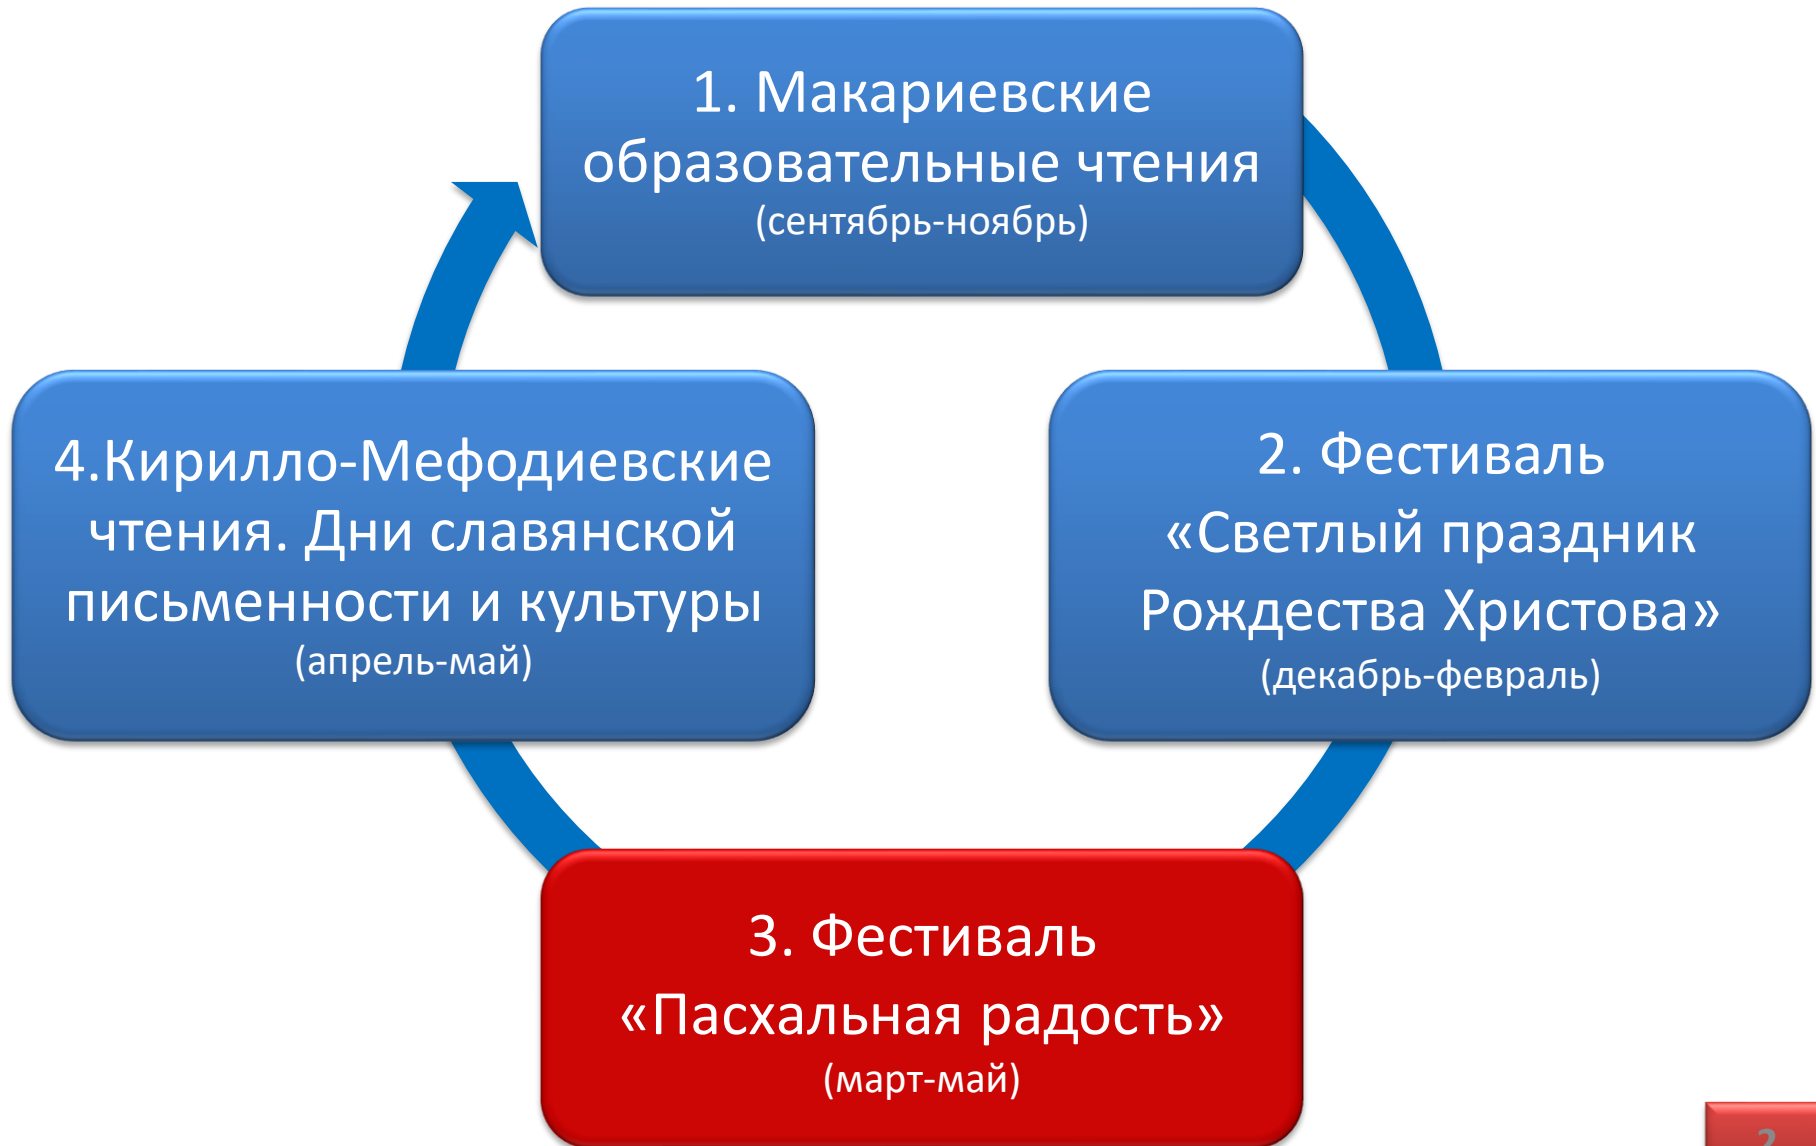 1. Макариевские
образовательные чтения
(сентябрь-ноябрь)
2. Фестиваль
«Светлый праздник
Рождества Христова»
(декабрь-февраль)
3. Фестиваль
«Пасхальная радость»
(март-май)
4.Кирилло-Мефодиевские
чтения. Дни славянской
письменности и культуры
(апрель-май)
2